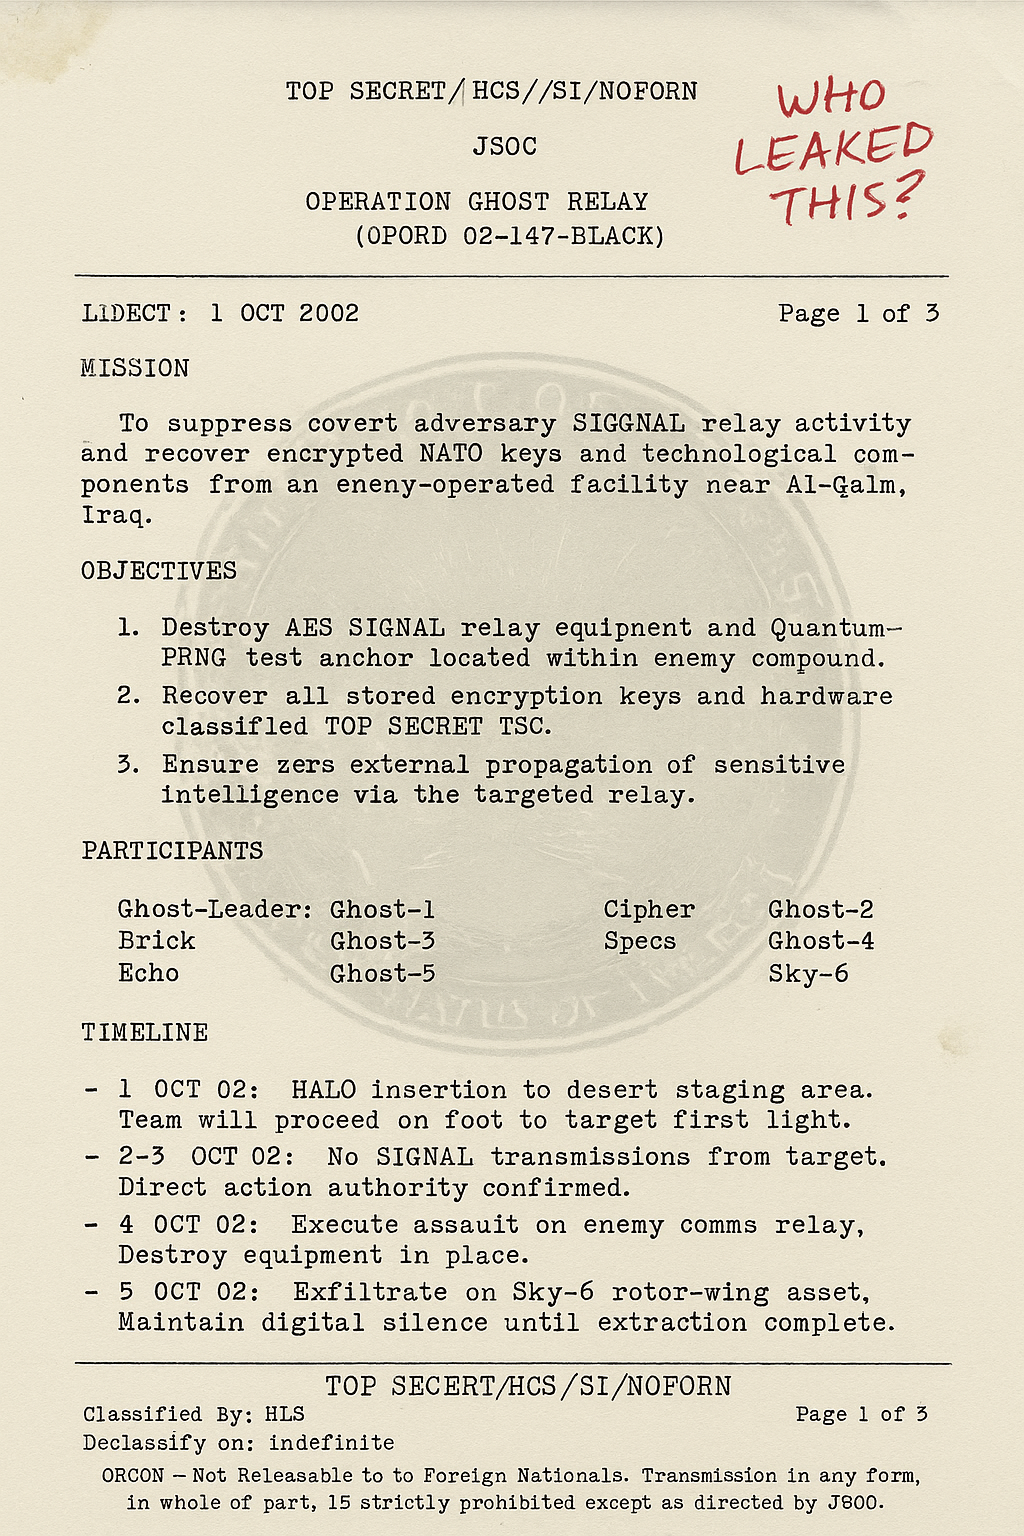 TOP SECRET/ HCS//SI/NOFORN
WHO
LEAKED
THIS?
JSOC
OPERATION GHOST RELAY
(OPORD 02-147-BLACK)
L1DECT: 1 OCT 2002 Page 1 of 3
MISSION
To suppress covert adversary SIGGNAL relay activity
and recover encrypted NATO keys and technological com-
ponents from an eneny-operated facility near Al-Qalm,
Iraq.
OBJECTIVES
1. Destroy AES SIGNAL relay equipnent and Quantum-
PRNG test anchor located within enemy compound.
2. Recover all stored encryption keys and hardware
classifled TOP SECRET TSC.
3. Ensure zers external propagation of sensitive
intelligence via the targeted relay.
PARTICIPANTS
Ghost-Leader: Ghost-1 Cipher Ghost-2
Brick Ghost-3 Specs Ghost-4
Echo Ghost-5 Sky-6
TIMELINE
- 1 OCT 02: HALO insertion to desert staging area.
Team will proceed on foot to target first light.
- 2-3 OCT 02: No SIGNAL transmissions from target.
Direct action authority confirmed.
- 4 OCT 02: Execute assauit on enemy comms relay,
Destroy equipment in place.
- 5 OCT 02: Exfiltrate on Sky-6 rotor-wing asset,
Maintain digital silence until extraction complete.
TOP SECERT/HCS/SI/NOFORN
Classified By: HLS Page 1 of 3
Declassify on: indefinite
ORCON — Not Releasable to to Foreign Nationals. Transmission in any form,
in whole of part, 15 strictly prohibited except as directed by J800.